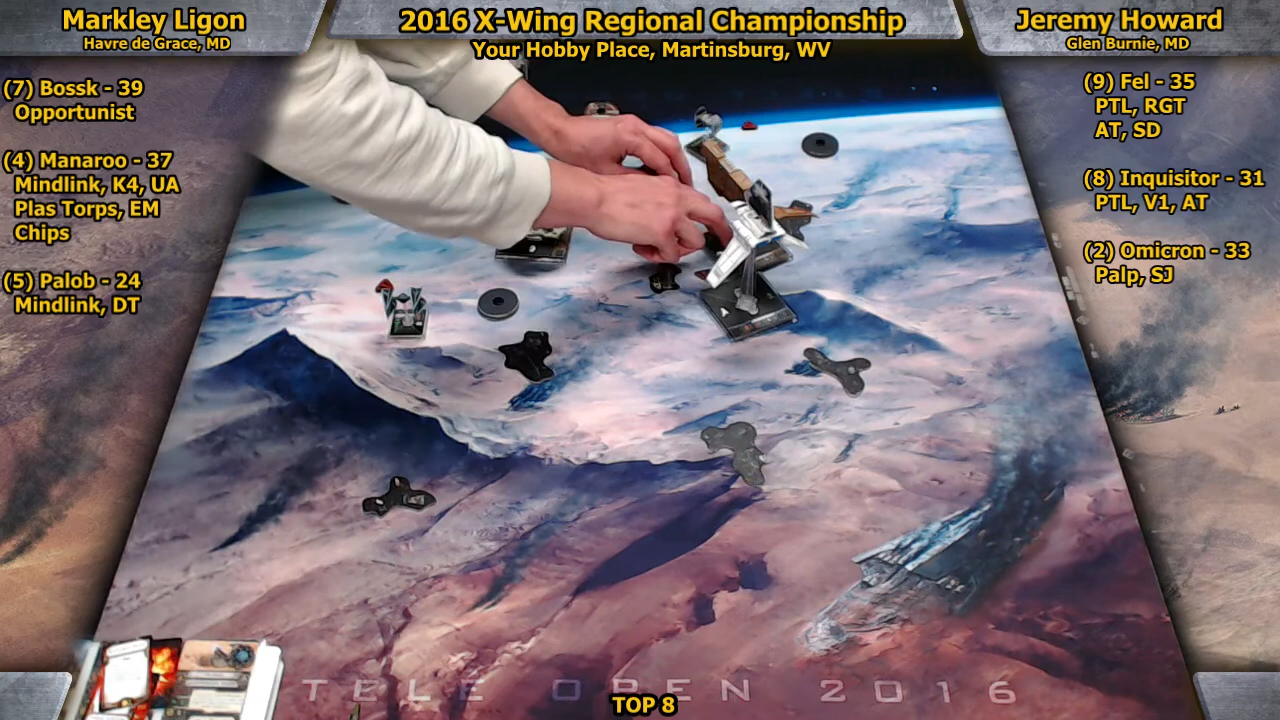 Markley Ligon
Havre de Grace, MD
2016 X-Wing Regional Championship
Your Hobby Place, Martinsburg, WV
Jeremy Howard
Glen Burnie, MD
(7) Bossk - 39
Opportunist
(4) Manaroo - 37
Mindlink, K4, UA
Plas Torps, EM
Chips
(5) Palob - 24
Mindlink, DT
(9) Fel - 35
PTL, RGT
AT, SD
(8) Inquisitor - 31
PTL, V1, AT
(2) Omicron - 33
Palp, SJ
TELE OPEN 2016
TOP 8